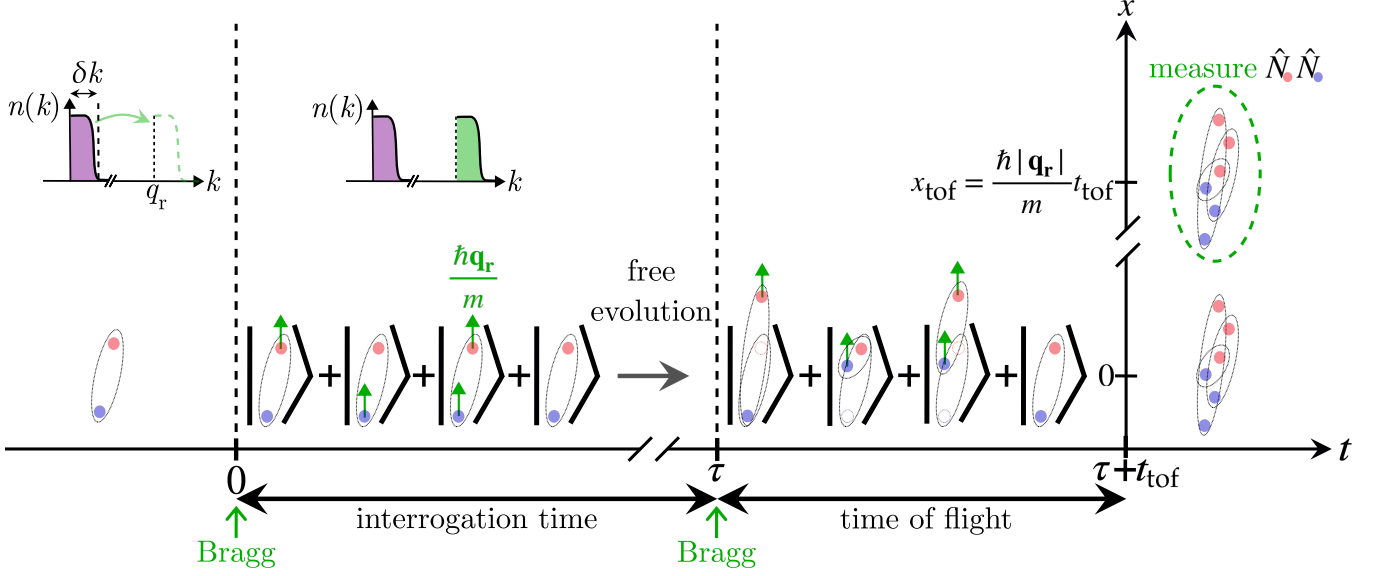 δk
n(k)
q_r
k
n(k)
k
ħq_r
m
free
evolution
x
measure N̂ N̂
x_tof = ħ|q_r| / m t_tof
+ + +
+ + +
0
t
0
τ
τ+t_tof
interrogation time
time of flight
Bragg
Bragg